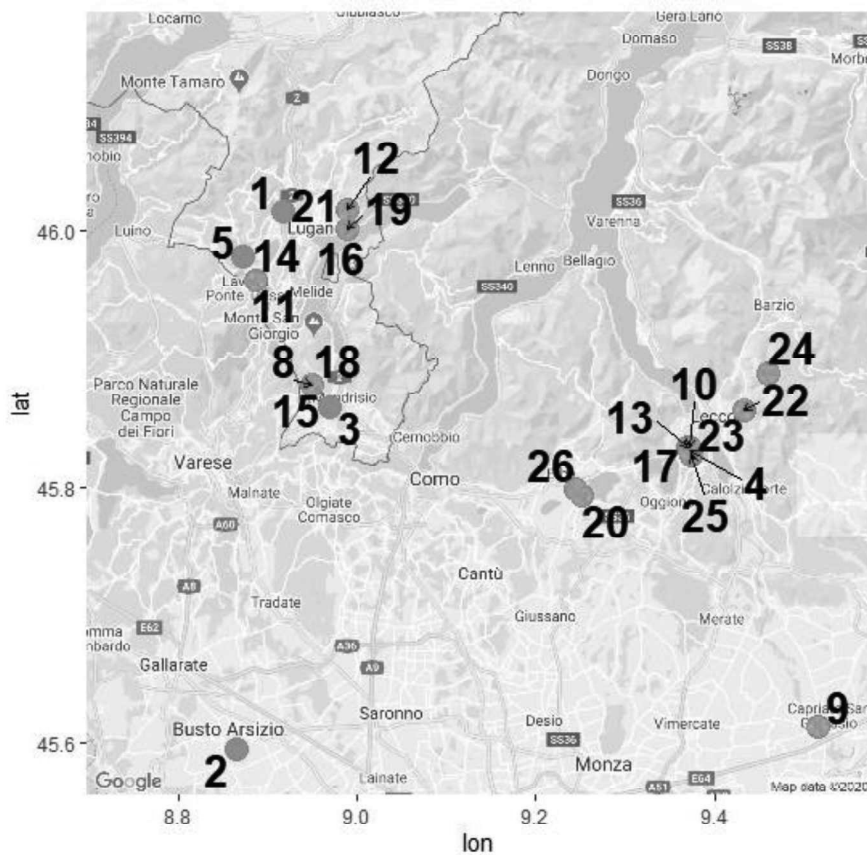 Locarno
Gera Lario
Domaso
SS38
Monte Tamaro
Dongo
2
SS394
12
SS36
1
21
19
Varenna
46.0
Luino
5
14
16
Lenno
Bellagio
SS340
Melide
11
Barzio
Monte San
Giorgio
24
8
18
10
Parco Naturale
Regionale
Campo
dei Fiori
22
lat
15
3
13
23
Cernobbio
Varese
17
26
4
45.8
Malnate
Como
Olgiate
Comasco
20
25
A60
Cantù
A8
Tradate
Giussano
Merate
E62
A36
Gallarate
A9
Saronno
Desio
Vimercate
9
Busto Arsizio
SS36
45.6
2
Monza
Lainate
E64
A51
Google
Map data ©2020
8.8
9.0
9.2
9.4
lon